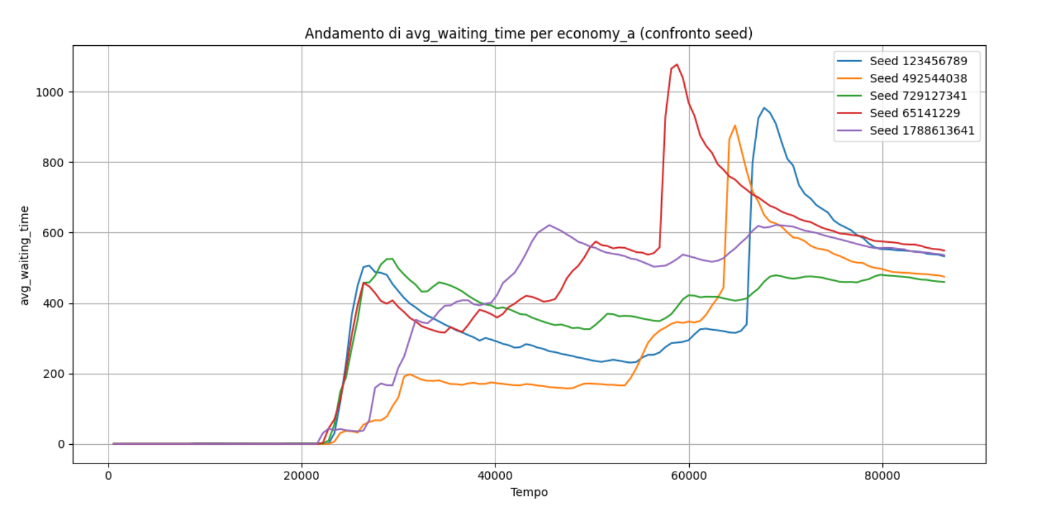 Andamento di avg_waiting_time per economy_a (confronto seed)
Seed 123456789
Seed 492544038
Seed 729127341
Seed 65141229
Seed 1788613641
1000
800
600
400
200
0
avg_waiting_time
0 20000 40000 60000 80000
Tempo